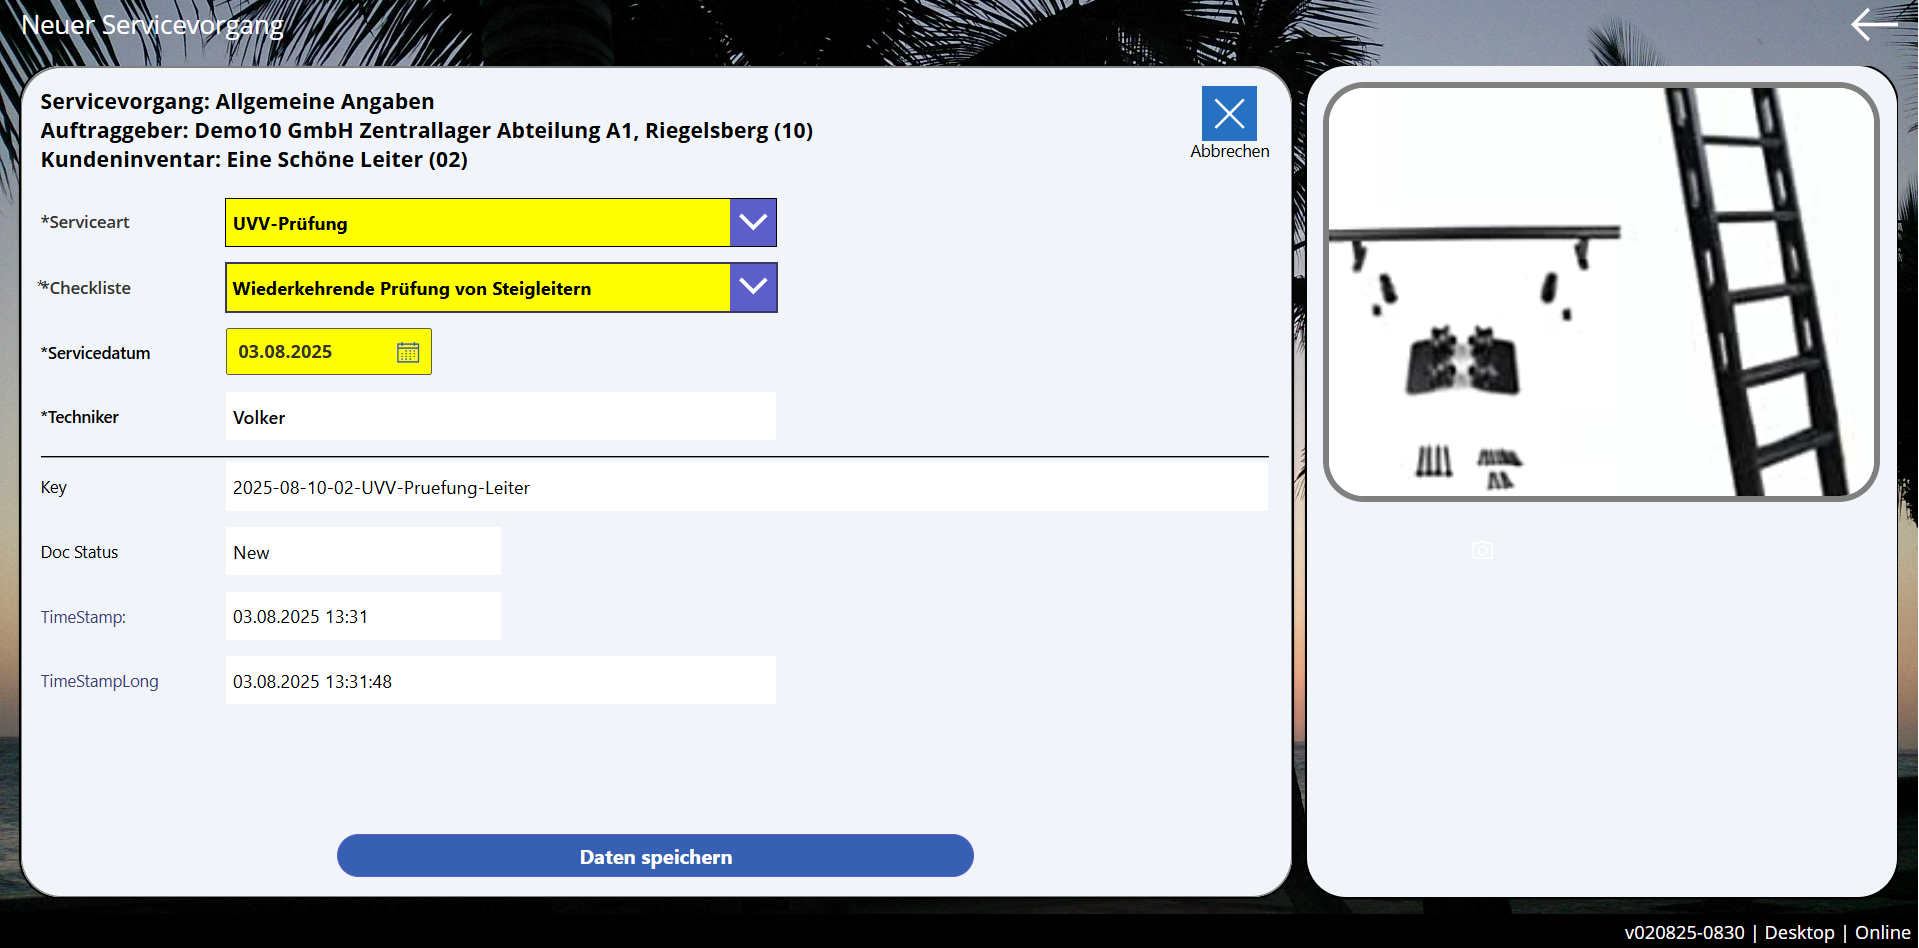 Neuer Servicevorgang
Servicevorgang: Allgemeine Angaben
Auftraggeber: Demo10 GmbH Zentrallager Abteilung A1, Riegelsberg (10)
Kundeninventar: Eine Schöne Leiter (02)
Abbrechen
*Serviceart
UVV-Prüfung
**Checkliste
Wiederkehrende Prüfung von Steigleitern
*Servicedatum
03.08.2025
*Techniker
Volker
Key
2025-08-10-02-UVV-Pruefung-Leiter
Doc Status
New
TimeStamp:
03.08.2025 13:31
TimeStampLong
03.08.2025 13:31:48
Daten speichern
v020825-0830 | Desktop | Online